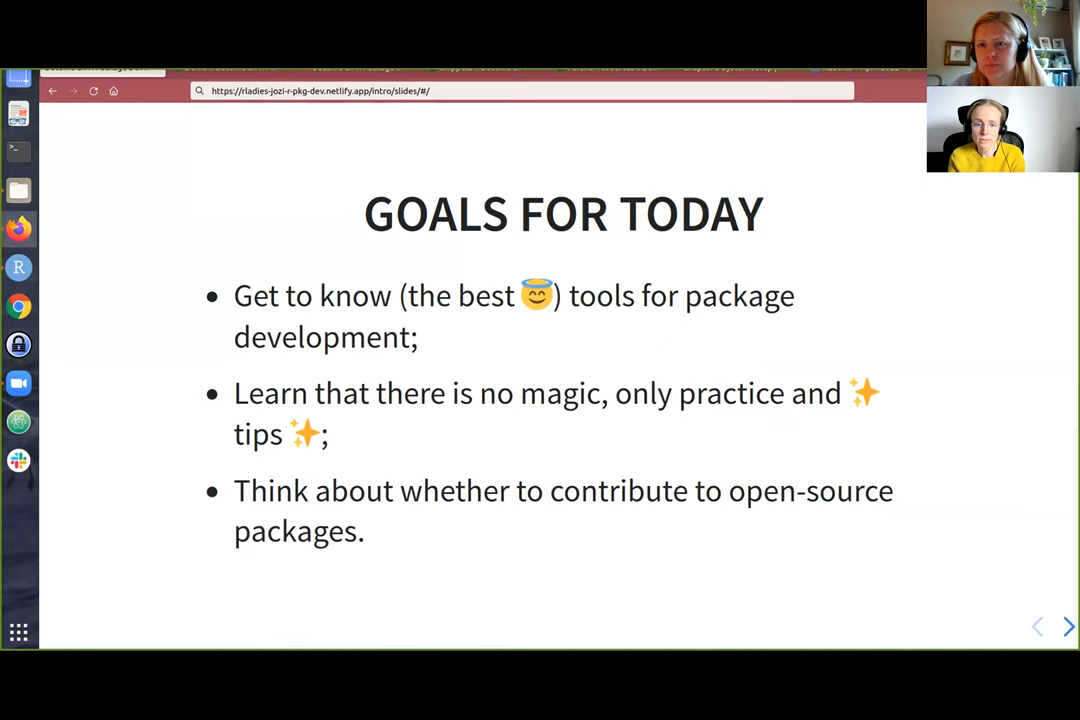 https://rladies-jozi-r-pkg-dev.netlify.app/intro/slides/#/
GOALS FOR TODAY
• Get to know (the best 😇) tools for package
development;
• Learn that there is no magic, only practice and ✨
tips ✨;
• Think about whether to contribute to open-source
packages.